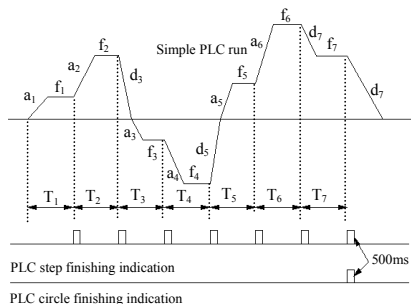 f₆
Simple PLC run
a₆
d₇
f₂
f₇
a₂
d₃
f₅
f₁
a₁
a₅
d₇
a₃
f₃
d₅
a₄
f₄
T₁ T₂ T₃ T₄ T₅ T₆ T₇
500ms
PLC step finishing indication
PLC circle finishing indication